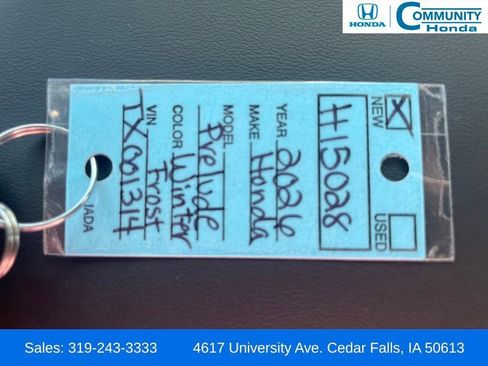 HONDA
COMMUNITY
Honda
NEW X USED
H15028
YEAR 2026
MAKE Honda
MODEL Prelude
COLOR Winter
Frost
VIN TX001314
IADA
Sales: 319-243-3333 4617 University Ave. Cedar Falls, IA 50613